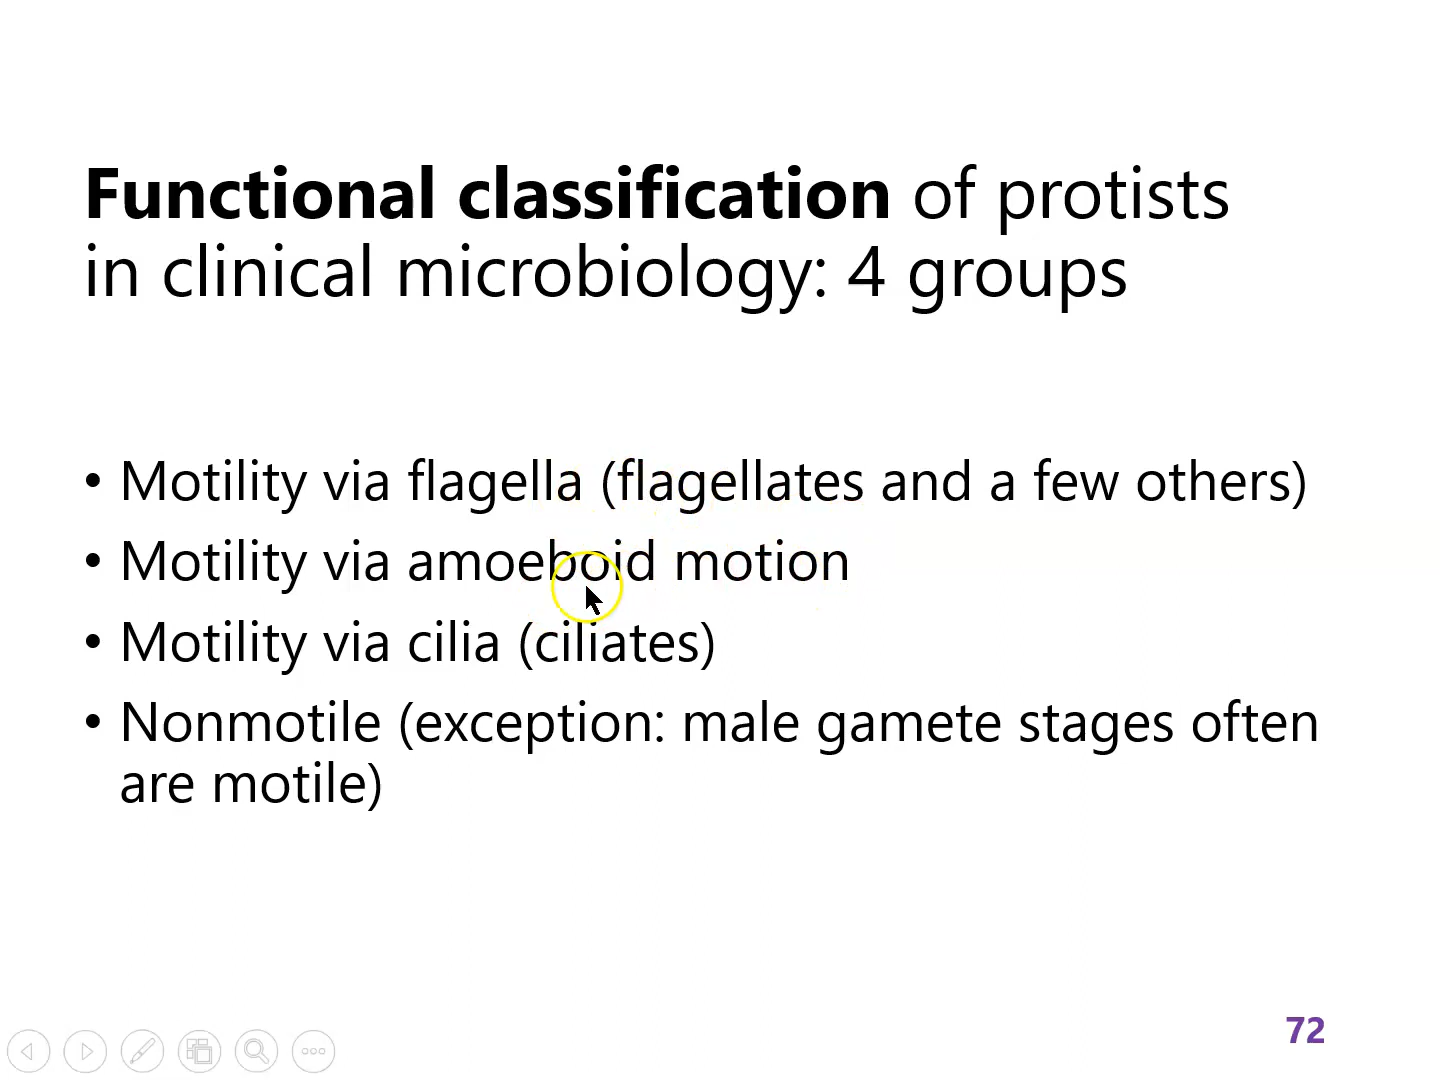 Functional classification of protists
in clinical microbiology: 4 groups
• Motility via flagella (flagellates and a few others)
• Motility via amoeboid motion
• Motility via cilia (ciliates)
• Nonmotile (exception: male gamete stages often
are motile)
72